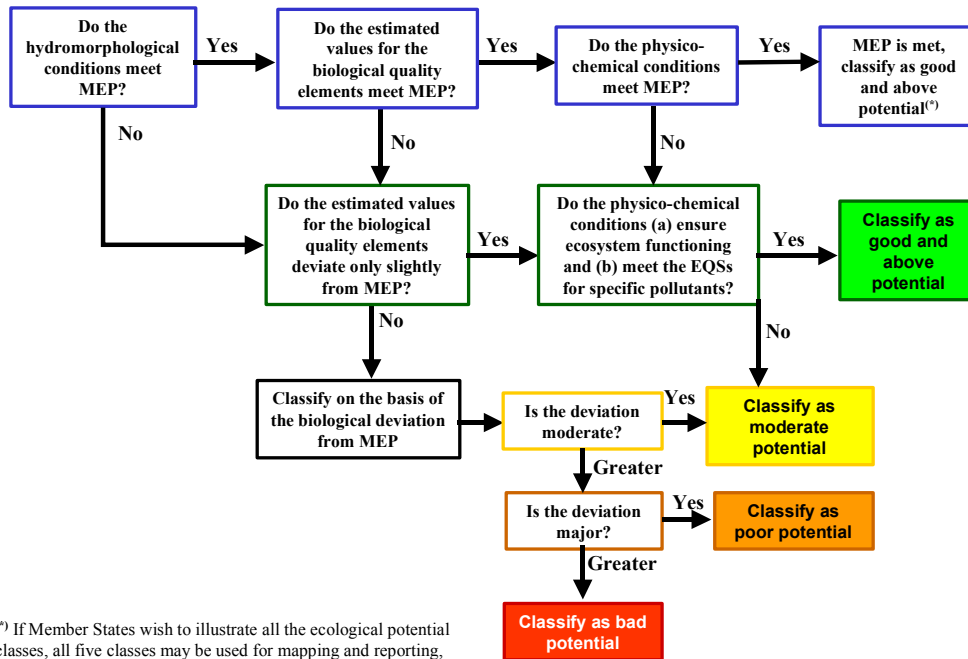 Do the
hydromorphological
conditions meet
MEP?
Yes
Do the estimated
values for the
biological quality
elements meet MEP?
Yes
Do the physico-
chemical conditions
meet MEP?
Yes
MEP is met,
classify as good
and above
potential(*)
No
No
No
Do the estimated values
for the biological
quality elements
deviate only slightly
from MEP?
Yes
Do the physico-chemical
conditions (a) ensure
ecosystem functioning
and (b) meet the EQSs
for specific pollutants?
Yes
Classify as
good and
above
potential
No
No
Classify on the basis of
the biological deviation
from MEP
Is the deviation
moderate?
Yes
Classify as
moderate
potential
Greater
Is the deviation
major?
Yes
Classify as
poor potential
Greater
Classify as bad
potential
(*) If Member States wish to illustrate all the ecological potential
classes, all five classes may be used for mapping and reporting,